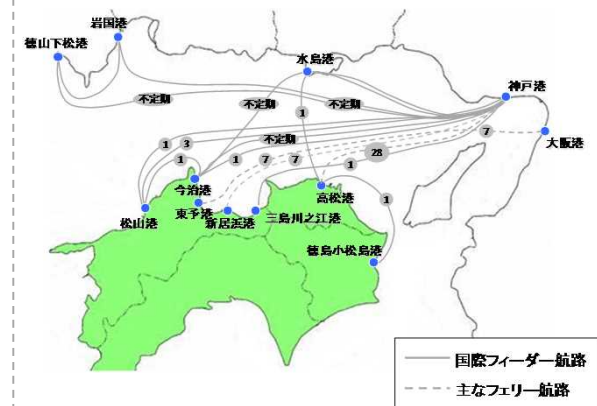 岩国港
徳山下松港
水島港
神戸港
大阪港
不定期
不定期
不定期
不定期
1
3
1
1
7
7
1
28
7
1
1
今治港
東予港
松山港
新居浜港
三島川之江港
高松港
徳島小松島港
国際フィーダー航路
主なフェリー航路